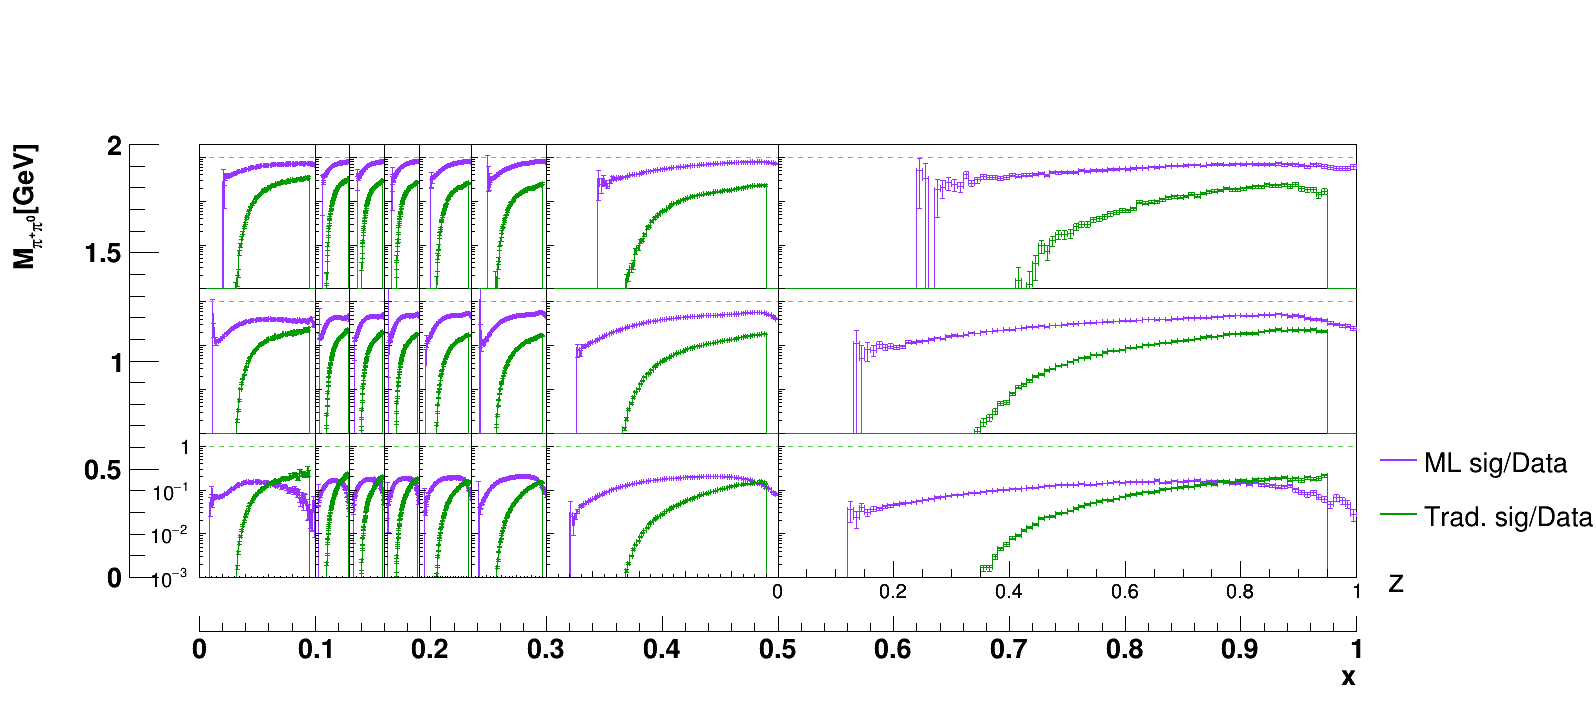 M π⁺π⁰ [GeV]
2
1.5
1
0.5
0
1
10⁻¹
10⁻²
10⁻³
ML sig/Data
Trad. sig/Data
0 0.2 0.4 0.6 0.8 1 z
0 0.1 0.2 0.3 0.4 0.5 0.6 0.7 0.8 0.9 1
x